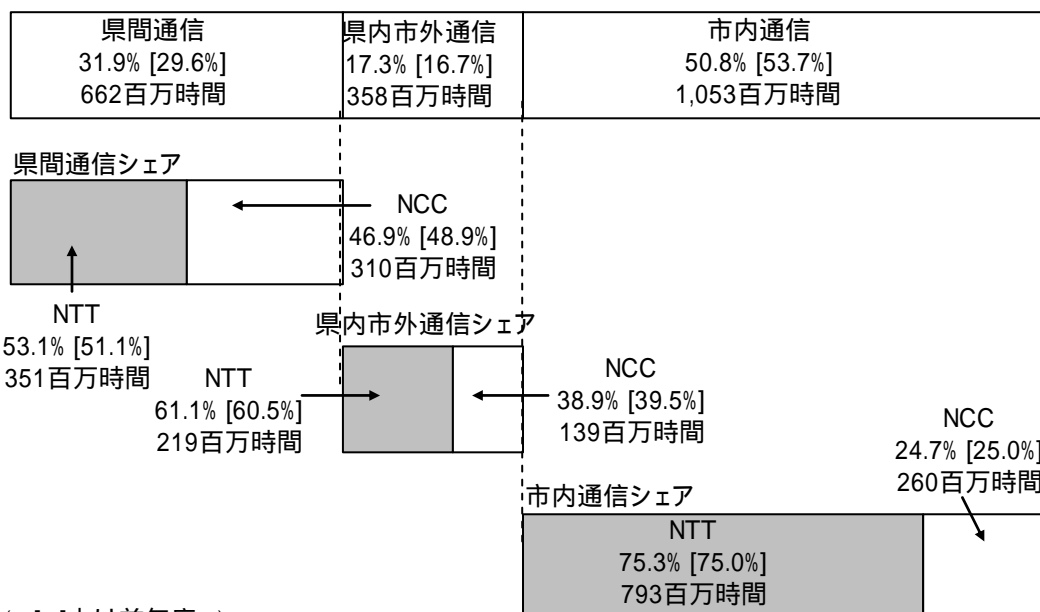 県間通信
31.9% [29.6%]
662百万時間
県内市外通信
17.3% [16.7%]
358百万時間
市内通信
50.8% [53.7%]
1,053百万時間
県間通信シェア
NCC
46.9% [48.9%]
310百万時間
NTT
53.1% [51.1%]
351百万時間
県内市外通信シェア
NTT
61.1% [60.5%]
219百万時間
NCC
38.9% [39.5%]
139百万時間
NCC
24.7% [25.0%]
260百万時間
市内通信シェア
NTT
75.3% [75.0%]
793百万時間